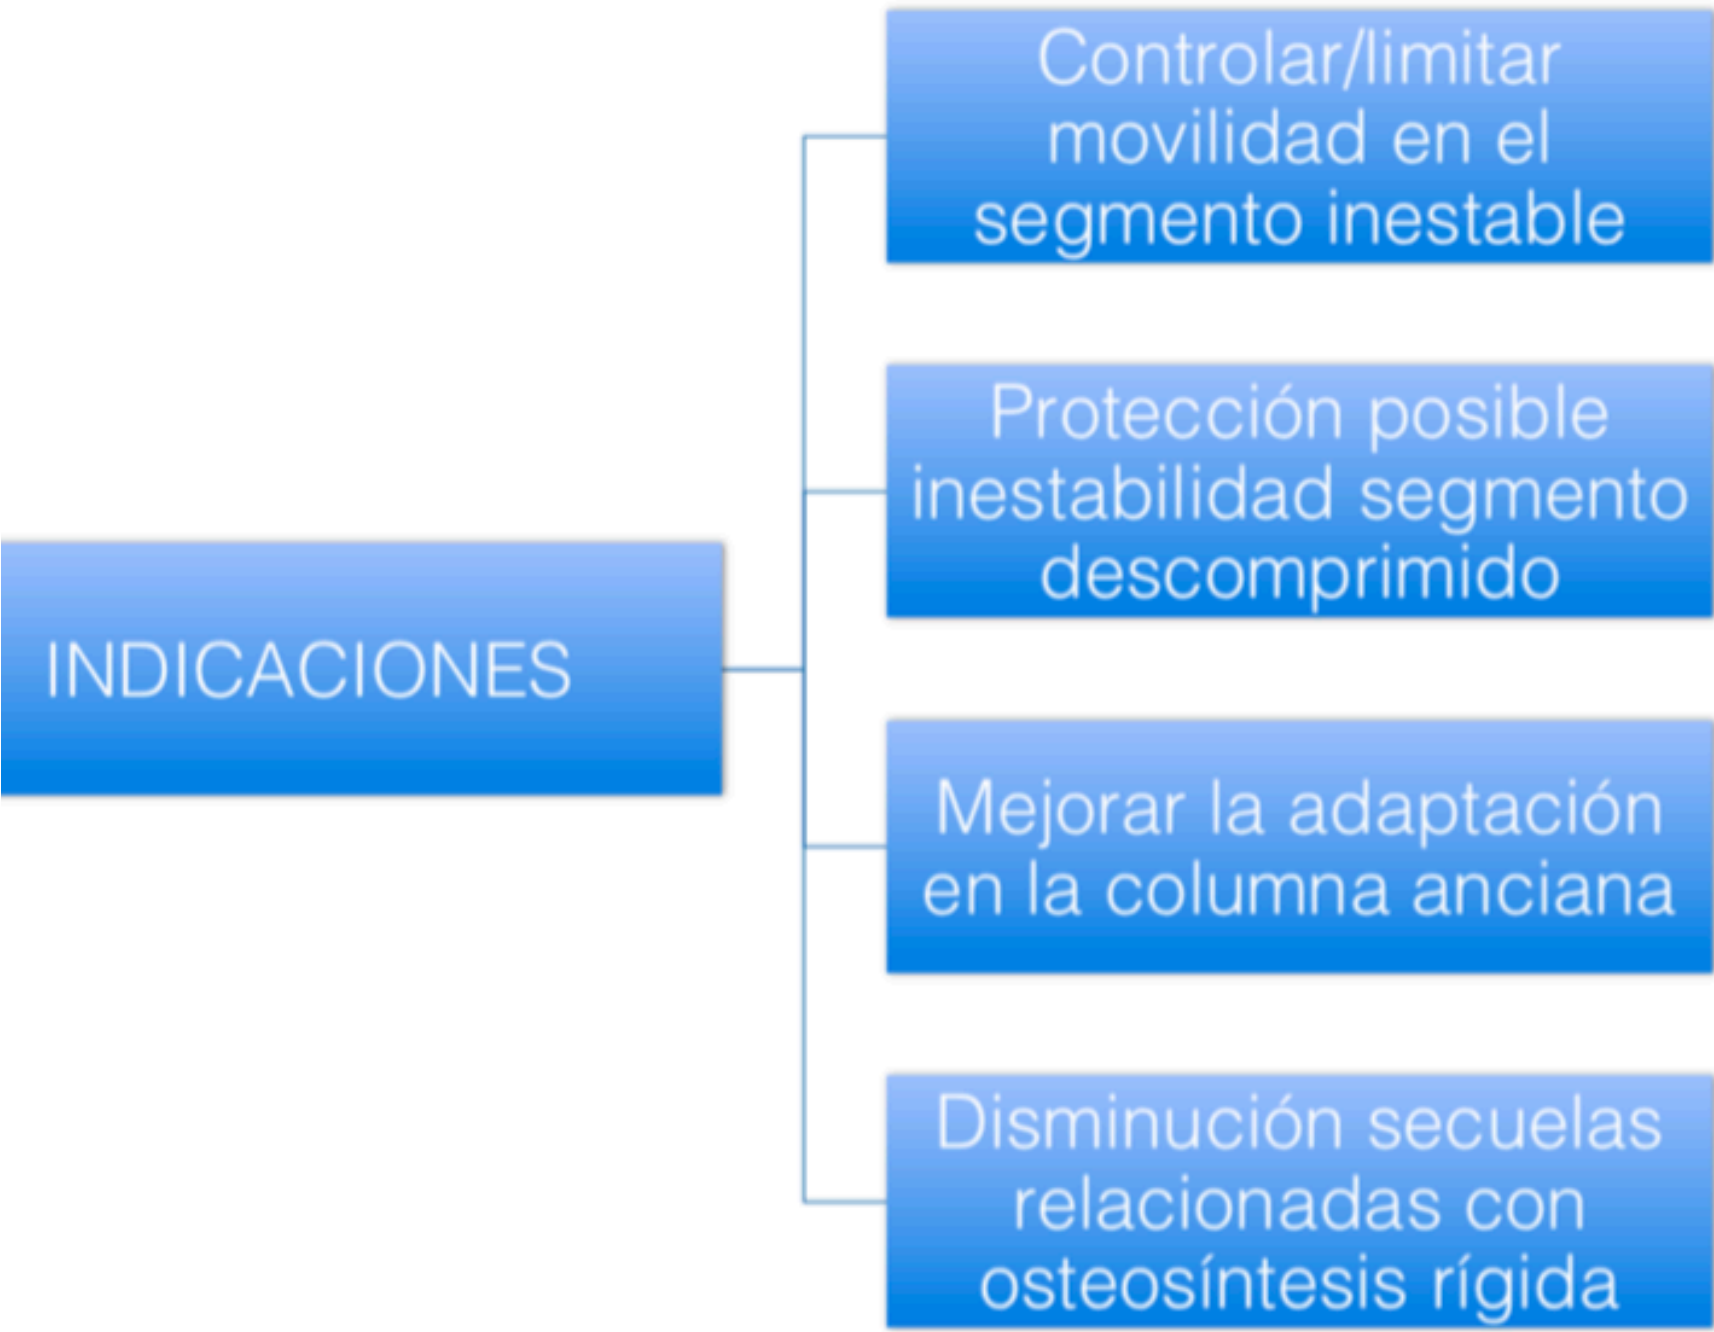 INDICACIONES
Controlar/limitar
movilidad en el
segmento inestable
Protección posible
inestabilidad segmento
descomprimido
Mejorar la adaptación
en la columna anciana
Disminución secuelas
relacionadas con
osteosíntesis rígida